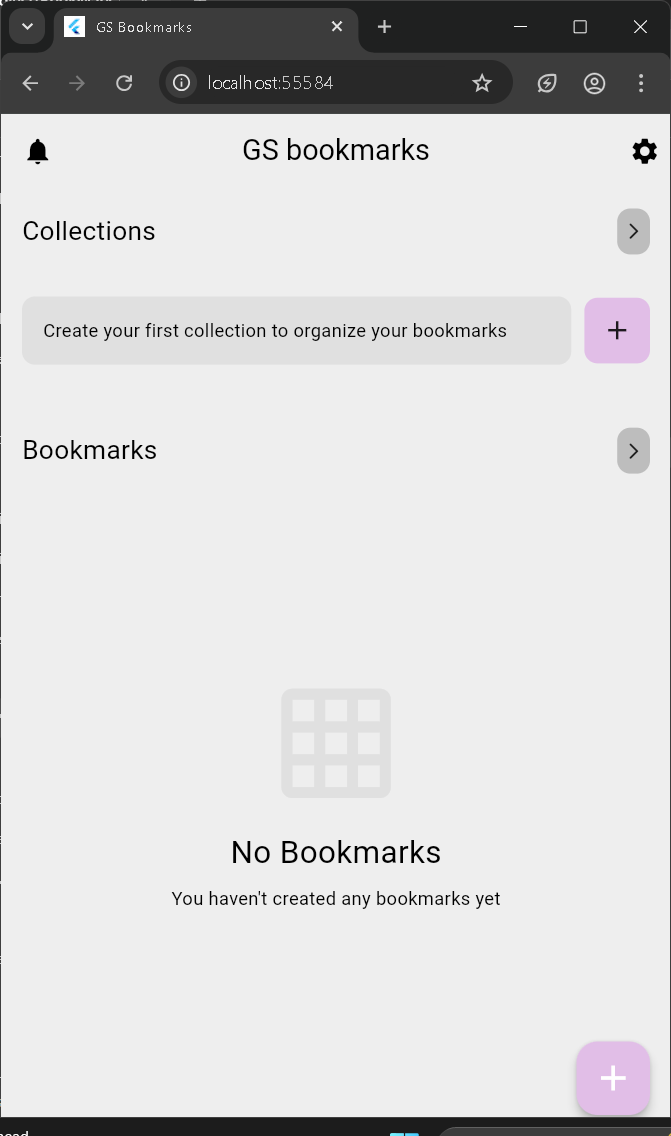 GS Bookmarks
localhost:55584
GS bookmarks
Collections
Create your first collection to organize your bookmarks
Bookmarks
No Bookmarks
You haven't created any bookmarks yet